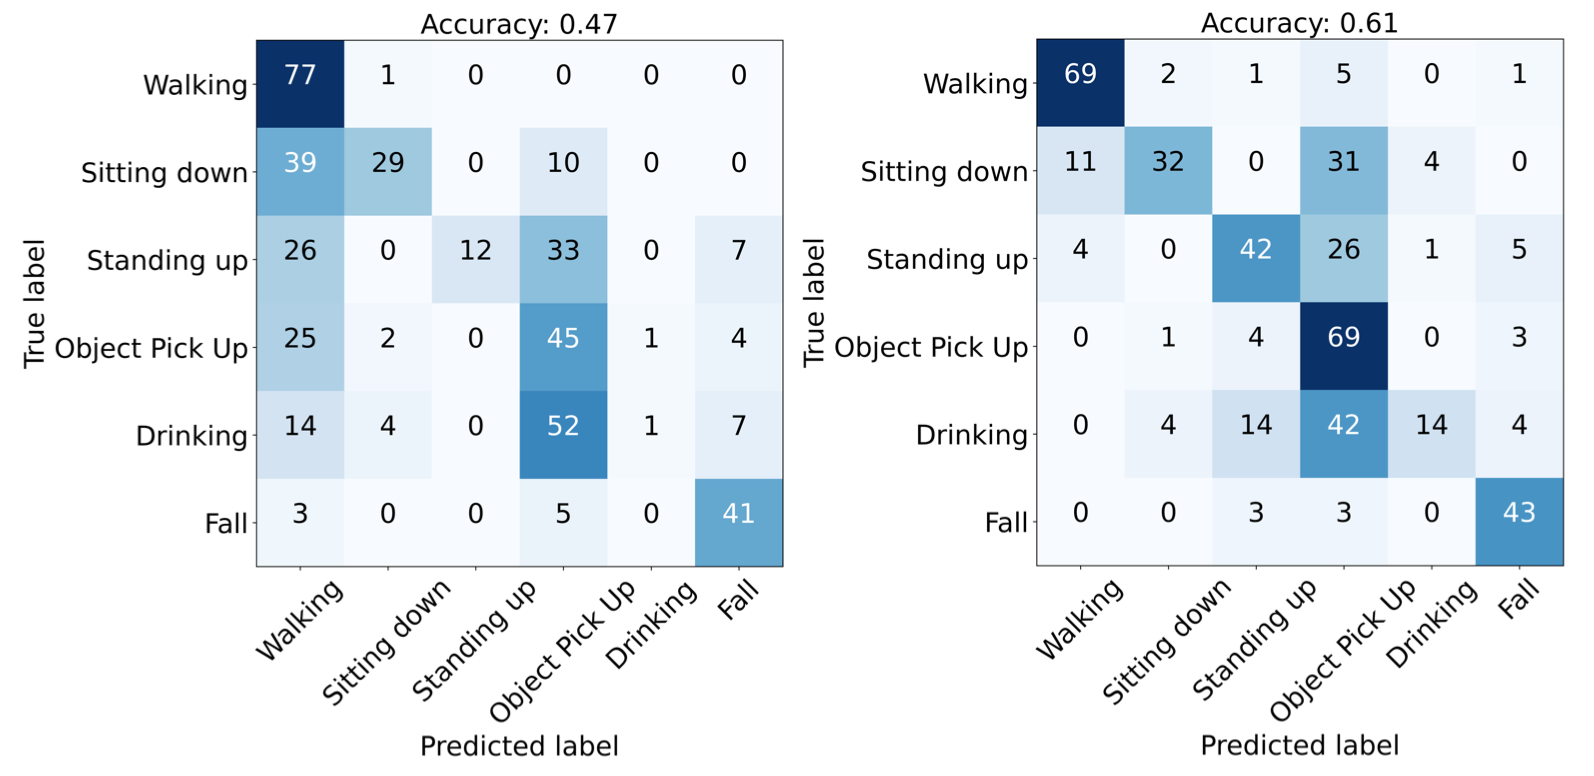 Accuracy: 0.47
True label
Walking 77 1 0 0 0 0
Sitting down 39 29 0 10 0 0
Standing up 26 0 12 33 0 7
Object Pick Up 25 2 0 45 1 4
Drinking 14 4 0 52 1 7
Fall 3 0 0 5 0 41
Walking Sitting down Standing up Object Pick Up Drinking Fall
Predicted label
Accuracy: 0.61
True label
Walking 69 2 1 5 0 1
Sitting down 11 32 0 31 4 0
Standing up 4 0 42 26 1 5
Object Pick Up 0 1 4 69 0 3
Drinking 0 4 14 42 14 4
Fall 0 0 3 3 0 43
Walking Sitting down Standing up Object Pick Up Drinking Fall
Predicted label